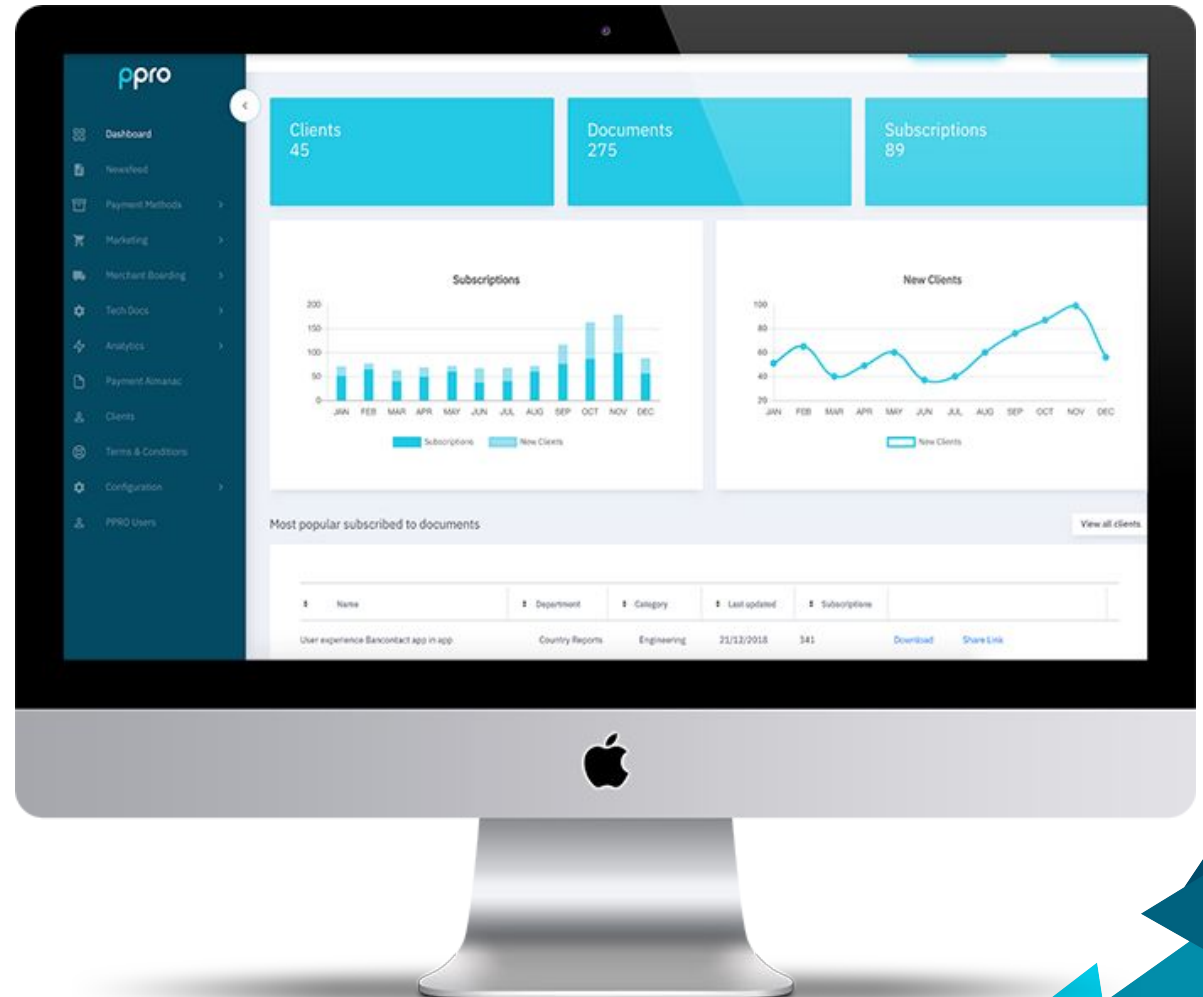 ppro
Dashboard
Newsfeed
Payment Methods
Marketing
Merchant Boarding
Tech Docs
Analytics
Payment Almanac
Clients
Terms & Conditions
Configuration
PPRO Users
Clients
45
Documents
275
Subscriptions
89
Subscriptions
200
150
100
50
0
JAN FEB MAR APR MAY JUN JUL AUG SEP OCT NOV DEC
Subscriptions New Clients
New Clients
100
80
60
40
20
JAN FEB MAR APR MAY JUN JUL AUG SEP OCT NOV DEC
New Clients
Most popular subscribed to documents
View all clients
Name Department Category Last updated Subscriptions
User experience Bancontact app in app Country Reports Engineering 21/12/2018 341 Download Share Link